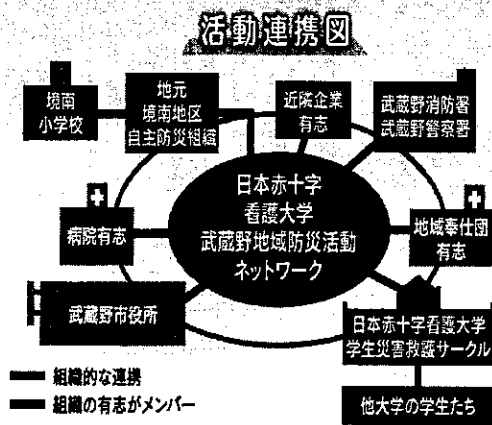 活動連携図
境南
小学校
地元
境南地区
自主防災組織
近隣企業
有志
武蔵野消防署
武蔵野警察署
日本赤十字
看護大学
武蔵野地域防災活動
ネットワーク
病院有志
地域奉仕団
有志
武蔵野市役所
日本赤十字看護大学
学生災害救護サークル
他大学の学生たち
組織的な連携
組織の有志がメンバー